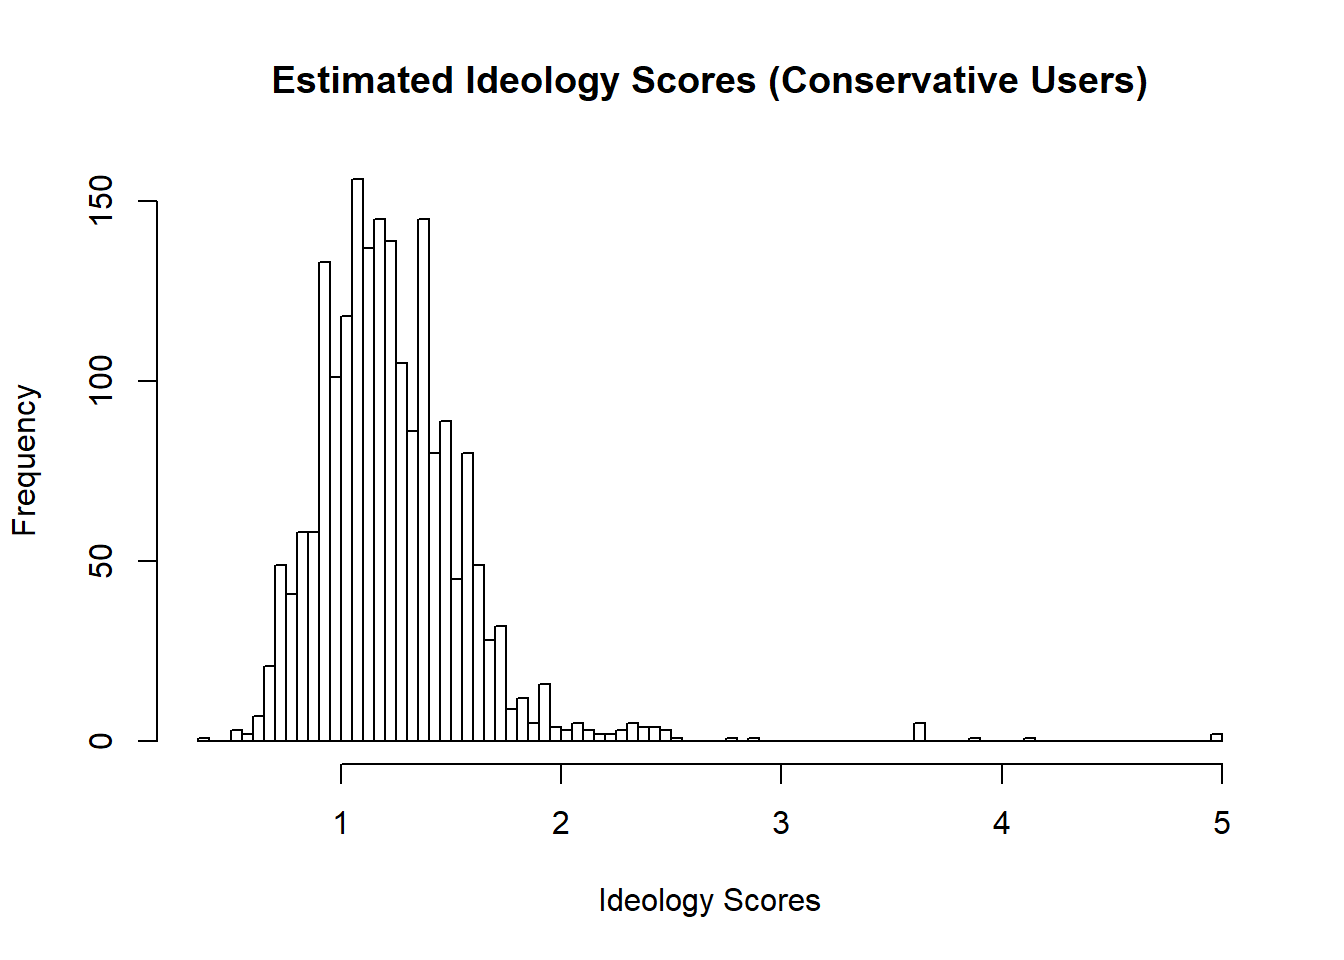 Estimated Ideology Scores (Conservative Users)
Frequency
150
100
50
0
1 2 3 4 5
Ideology Scores